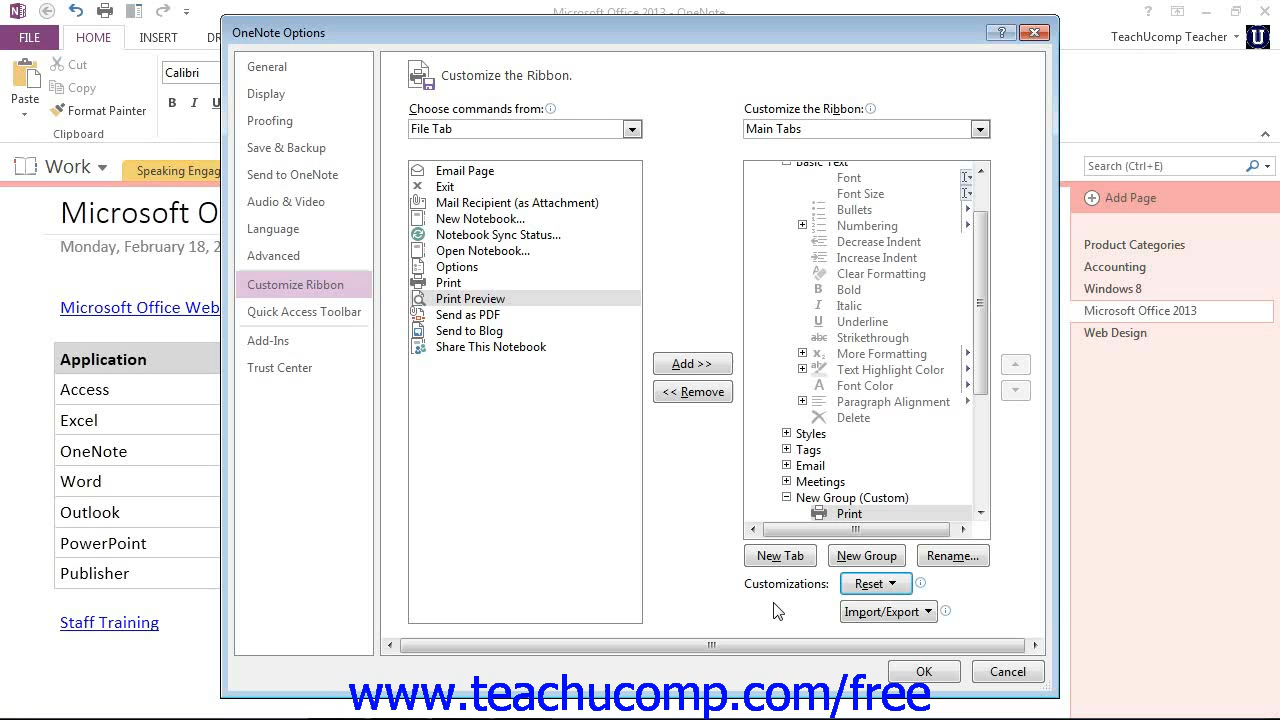 Microsoft Office 2013 - OneNote
FILE
HOME
INSERT
DR
TeachUcomp Teacher
U
Cut
Copy
Format Painter
Paste
Clipboard
Calibri
B I U
Work
Speaking Engag
Search (Ctrl+E)
Microsoft O
Monday, February 18, 2
Microsoft Office Web
Application
Access
Excel
OneNote
Word
Outlook
PowerPoint
Publisher
Staff Training
Add Page
Product Categories
Accounting
Windows 8
Microsoft Office 2013
Web Design
OneNote Options
General
Display
Proofing
Save & Backup
Send to OneNote
Audio & Video
Language
Advanced
Customize Ribbon
Quick Access Toolbar
Add-Ins
Trust Center
Customize the Ribbon.
Choose commands from:
File Tab
Email Page
Exit
Mail Recipient (as Attachment)
New Notebook...
Notebook Sync Status...
Open Notebook...
Options
Print
Print Preview
Send as PDF
Send to Blog
Share This Notebook
Add >>
<< Remove
Customize the Ribbon:
Main Tabs
Basic Text
Font
Font Size
Bullets
Numbering
Decrease Indent
Increase Indent
Clear Formatting
Bold
Italic
Underline
Strikethrough
More Formatting
Text Highlight Color
Font Color
Paragraph Alignment
Delete
Styles
Tags
Email
Meetings
New Group (Custom)
Print
New Tab
New Group
Rename...
Customizations:
Reset
Import/Export
OK
Cancel
www.teachucomp.com/free